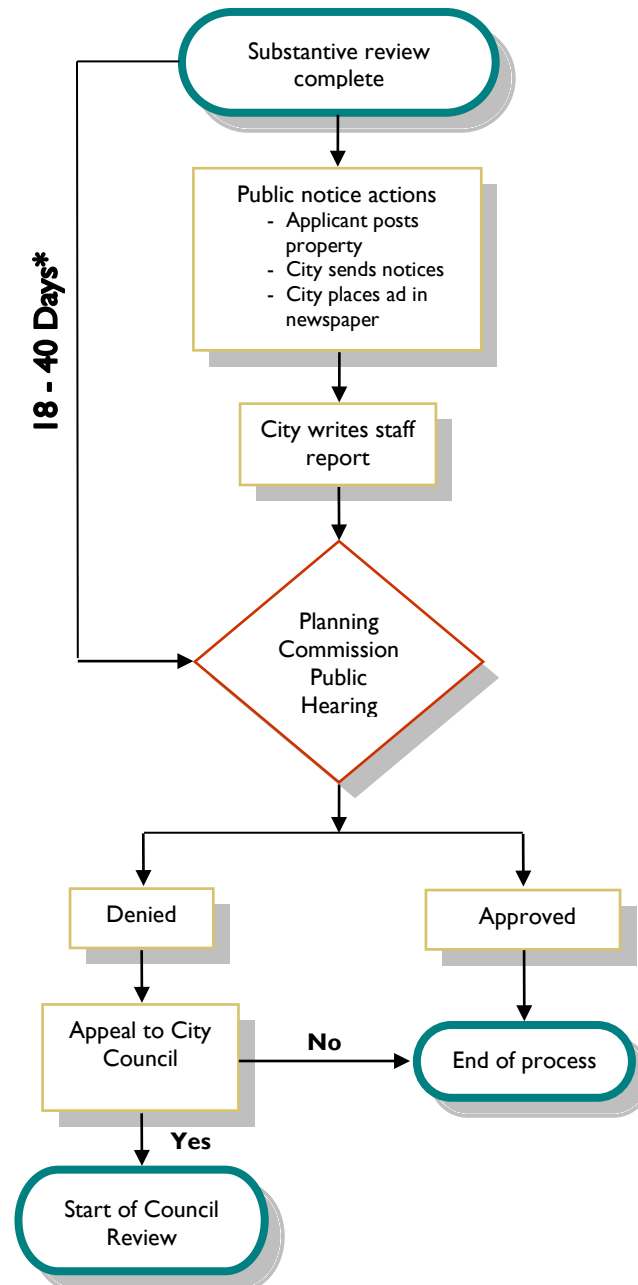 Substantive review
complete
18 - 40 Days*
Public notice actions
- Applicant posts
property
- City sends notices
- City places ad in
newspaper
City writes staff
report
Planning
Commission
Public
Hearing
Denied
Approved
Appeal to City
Council
No
End of process
Yes
Start of Council
Review